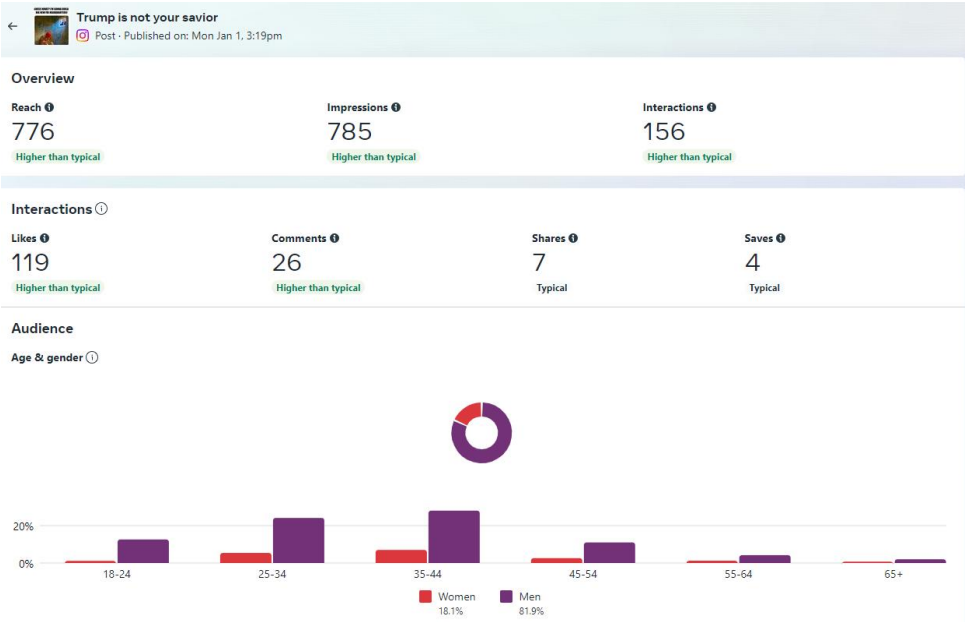 Trump is not your savior
Post · Published on: Mon Jan 1, 3:19pm
Overview
Reach
776
Higher than typical
Impressions
785
Higher than typical
Interactions
156
Higher than typical
Interactions
Likes
119
Higher than typical
Comments
26
Higher than typical
Shares
7
Typical
Saves
4
Typical
Audience
Age & gender
20%
0%
18-24
25-34
35-44
45-54
55-64
65+
Women
18.1%
Men
81.9%